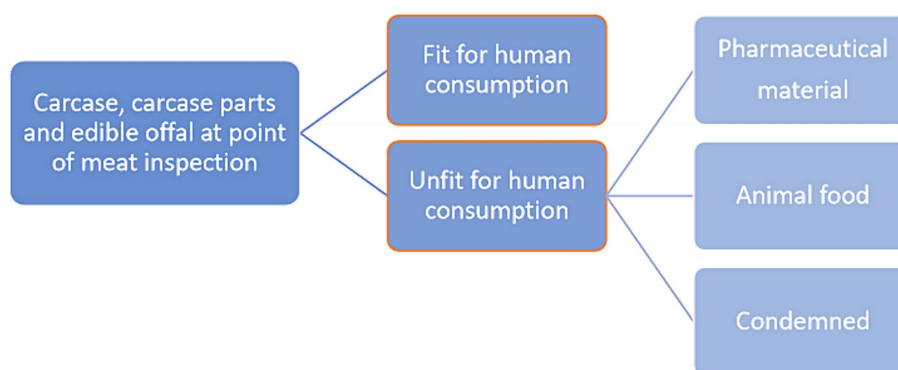 Carcase, carcase parts
and edible offal at point
of meat inspection
Fit for human
consumption
Unfit for human
consumption
Pharmaceutical
material
Animal food
Condemned